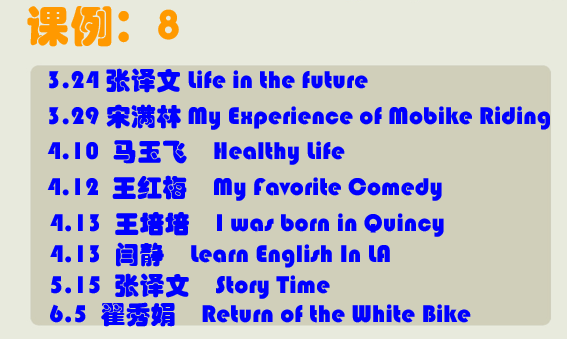 课例：8
3.24 张译文 Life in the future
3.29 宋满林 My Experience of Mobike Riding
4.10 马玉飞 Healthy Life
4.12 王红梅 My Favorite Comedy
4.13 王培培 I was born in Quincy
4.13 闫静 Learn English In LA
5.15 张译文 Story Time
6.5 翟秀娟 Return of the White Bike